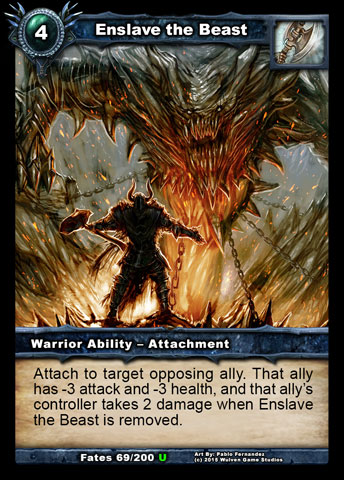 4
Enslave the Beast
Warrior Ability – Attachment
Attach to target opposing ally. That ally
has -3 attack and -3 health, and that ally's
controller takes 2 damage when Enslave
the Beast is removed.
Fates 69/200 U
Art By: Pablo Fernandez
(c) 2015 Wulven Game Studios